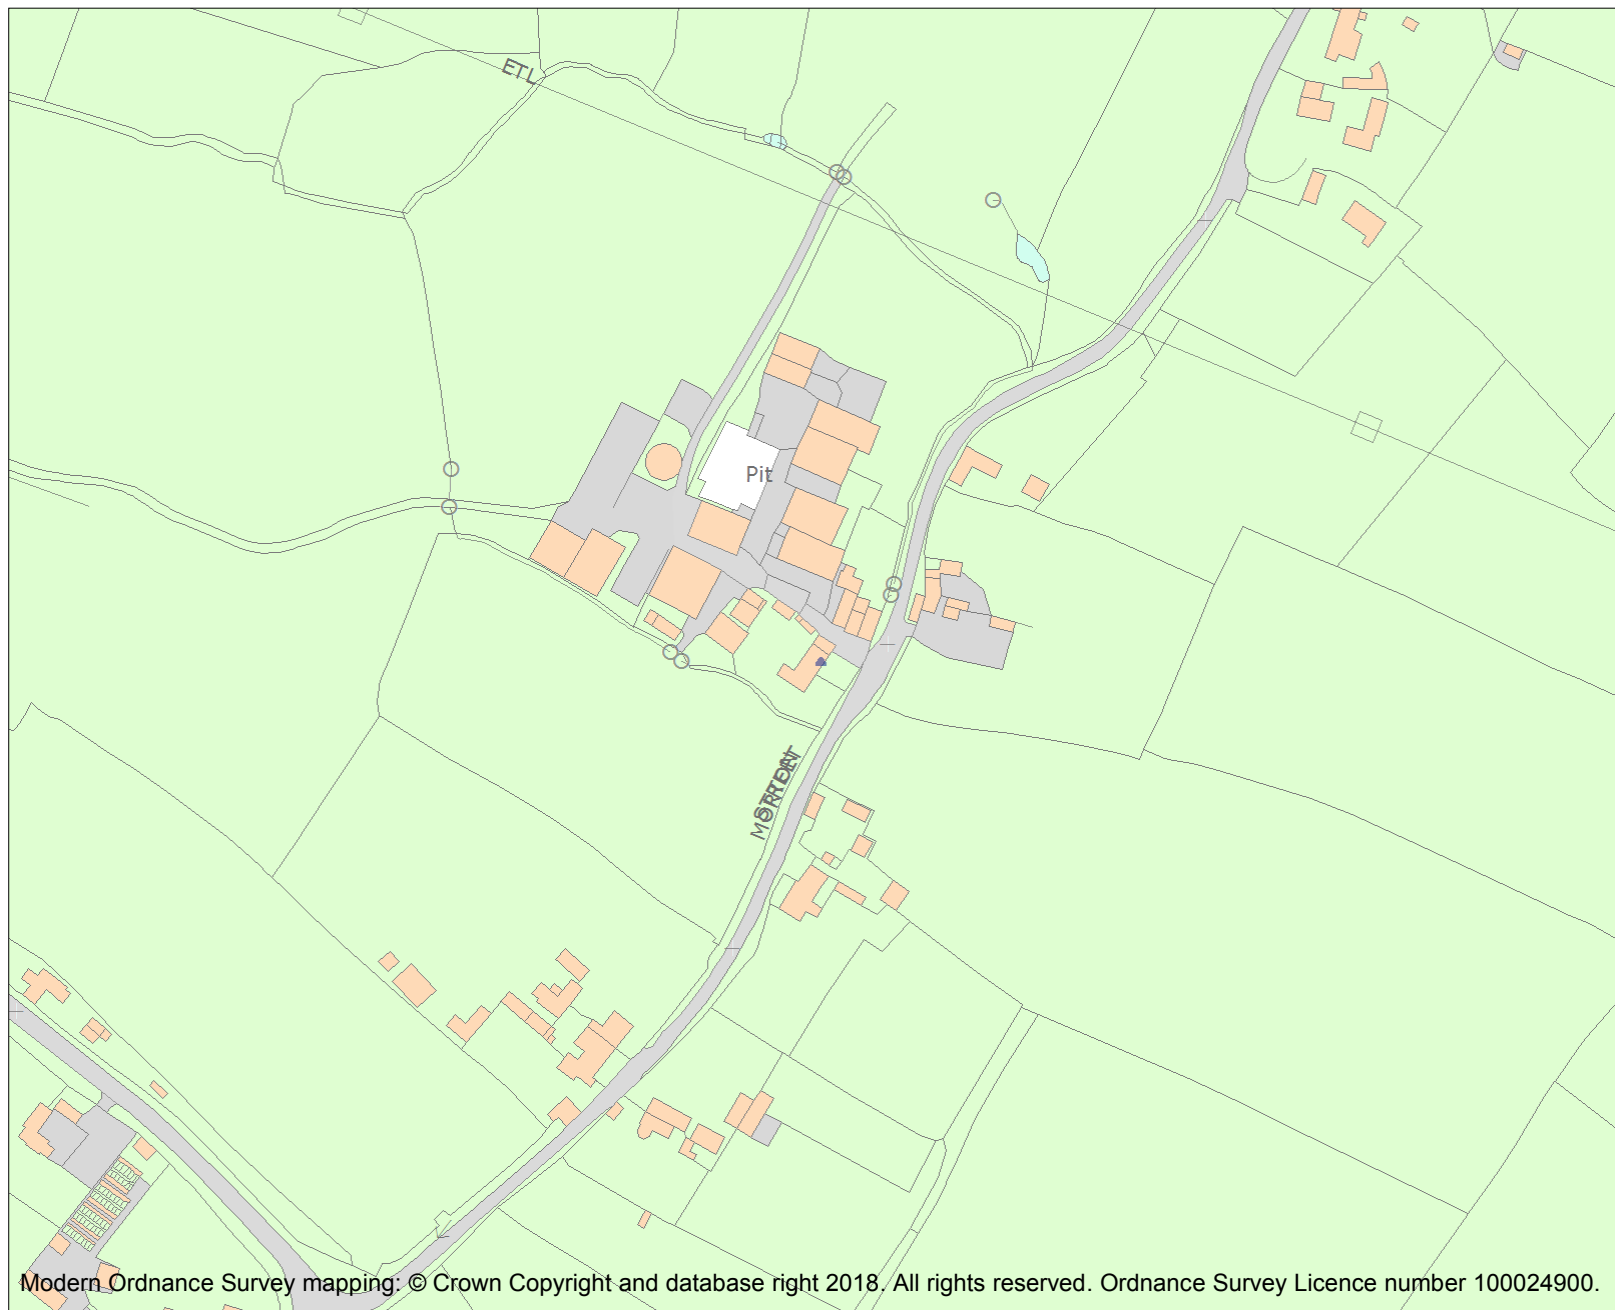 ETL
Pit
MORTON
Modern Ordnance Survey mapping: © Crown Copyright and database right 2018. All rights reserved. Ordnance Survey Licence number 100024900.